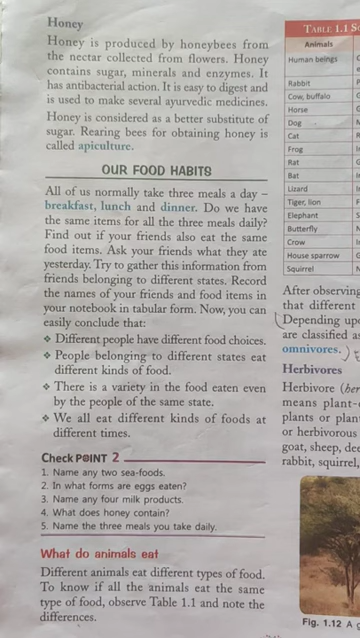 Honey
Honey is produced by honeybees from
the nectar collected from flowers. Honey
contains sugar, minerals and enzymes. It
has antibacterial action. It is easy to digest and
is used to make several ayurvedic medicines.
Honey is considered as a better substitute of
sugar. Rearing bees for obtaining honey is
called apiculture.
OUR FOOD HABITS
All of us normally take three meals a day –
breakfast, lunch and dinner. Do we have
the same items for all the three meals daily?
Find out if your friends also eat the same
food items. Ask your friends what they ate
yesterday. Try to gather this information from
friends belonging to different states. Record
the names of your friends and food items in
your notebook in tabular form. Now, you can
easily conclude that:
❖ Different people have different food choices.
❖ People belonging to different states eat
different kinds of food.
❖ There is a variety in the food eaten even
by the people of the same state.
❖ We all eat different kinds of foods at
different times.
Check POINT 2
1. Name any two sea-foods.
2. In what forms are eggs eaten?
3. Name any four milk products.
4. What does honey contain?
5. Name the three meals you take daily.
What do animals eat
Different animals eat different types of food.
To know if all the animals eat the same
type of food, observe Table 1.1 and note the
differences.
TABLE 1.1
Animals
Human beings
Rabbit
Cow, buffalo
Horse
Dog
Cat
Frog
Rat
Bat
Lizard
Tiger, lion
Elephant
Butterfly
Crow
House sparrow
Squirrel
After observing
that different
Depending
are classified as
omnivores.
Herbivores
Herbivore
means plant-
plants or
or herbivorous
goat, sheep,
rabbit, squirrel,
Fig. 1.12 A